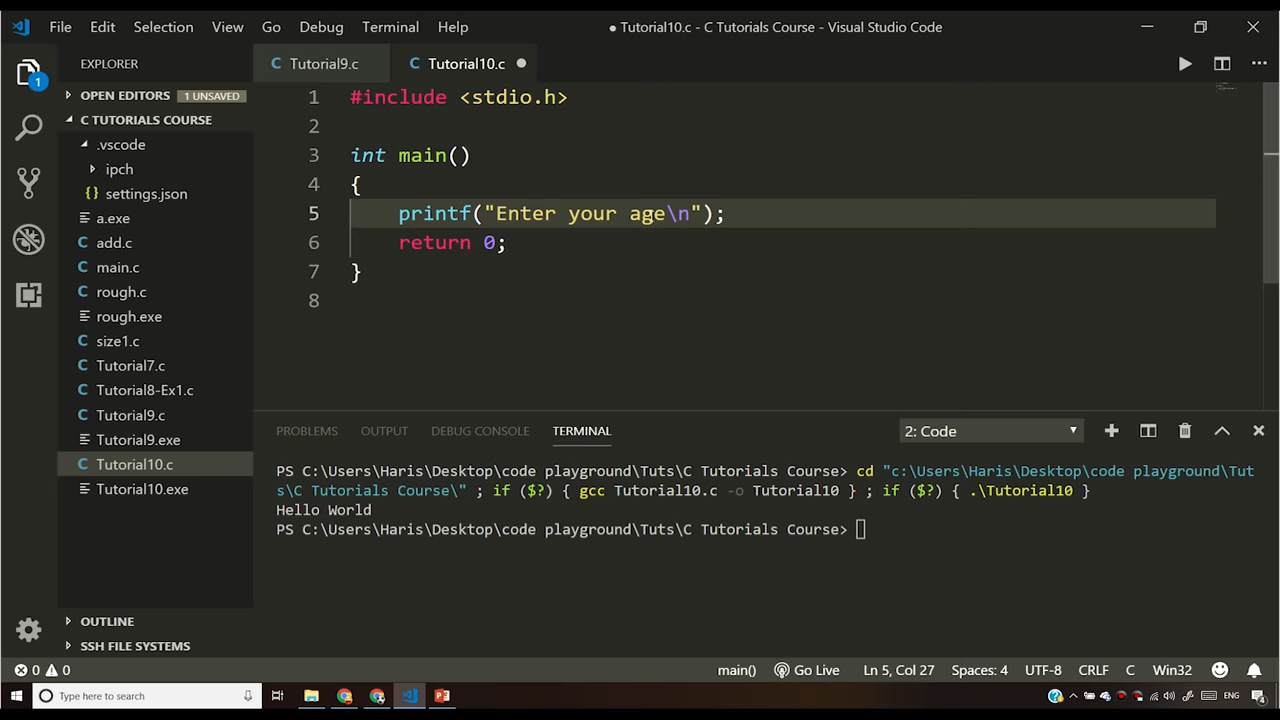 File Edit Selection View Go Debug Terminal Help ● Tutorial10.c - C Tutorials Course - Visual Studio Code
EXPLORER
C Tutorial9.c C Tutorial10.c
1
OPEN EDITORS 1 UNSAVED
C TUTORIALS COURSE
.vscode
ipch
{} settings.json
a.exe
C add.c
C main.c
C rough.c
rough.exe
C size1.c
C Tutorial7.c
C Tutorial8-Ex1.c
C Tutorial9.c
Tutorial9.exe
C Tutorial10.c
Tutorial10.exe
OUTLINE
SSH FILE SYSTEMS
1 #include <stdio.h>
2
3 int main()
4 {
5 printf("Enter your age\n");
6 return 0;
7 }
8
PROBLEMS OUTPUT DEBUG CONSOLE TERMINAL 2: Code
PS C:\Users\Haris\Desktop\code playground\Tuts\C Tutorials Course> cd "c:\Users\Haris\Desktop\code playground\Tut
s\C Tutorials Course\" ; if ($?) { gcc Tutorial10.c -o Tutorial10 } ; if ($?) { .\Tutorial10 }
Hello World
PS C:\Users\Haris\Desktop\code playground\Tuts\C Tutorials Course>
0 0 main() Go Live Ln 5, Col 27 Spaces: 4 UTF-8 CRLF C Win32
Type here to search ENG 4